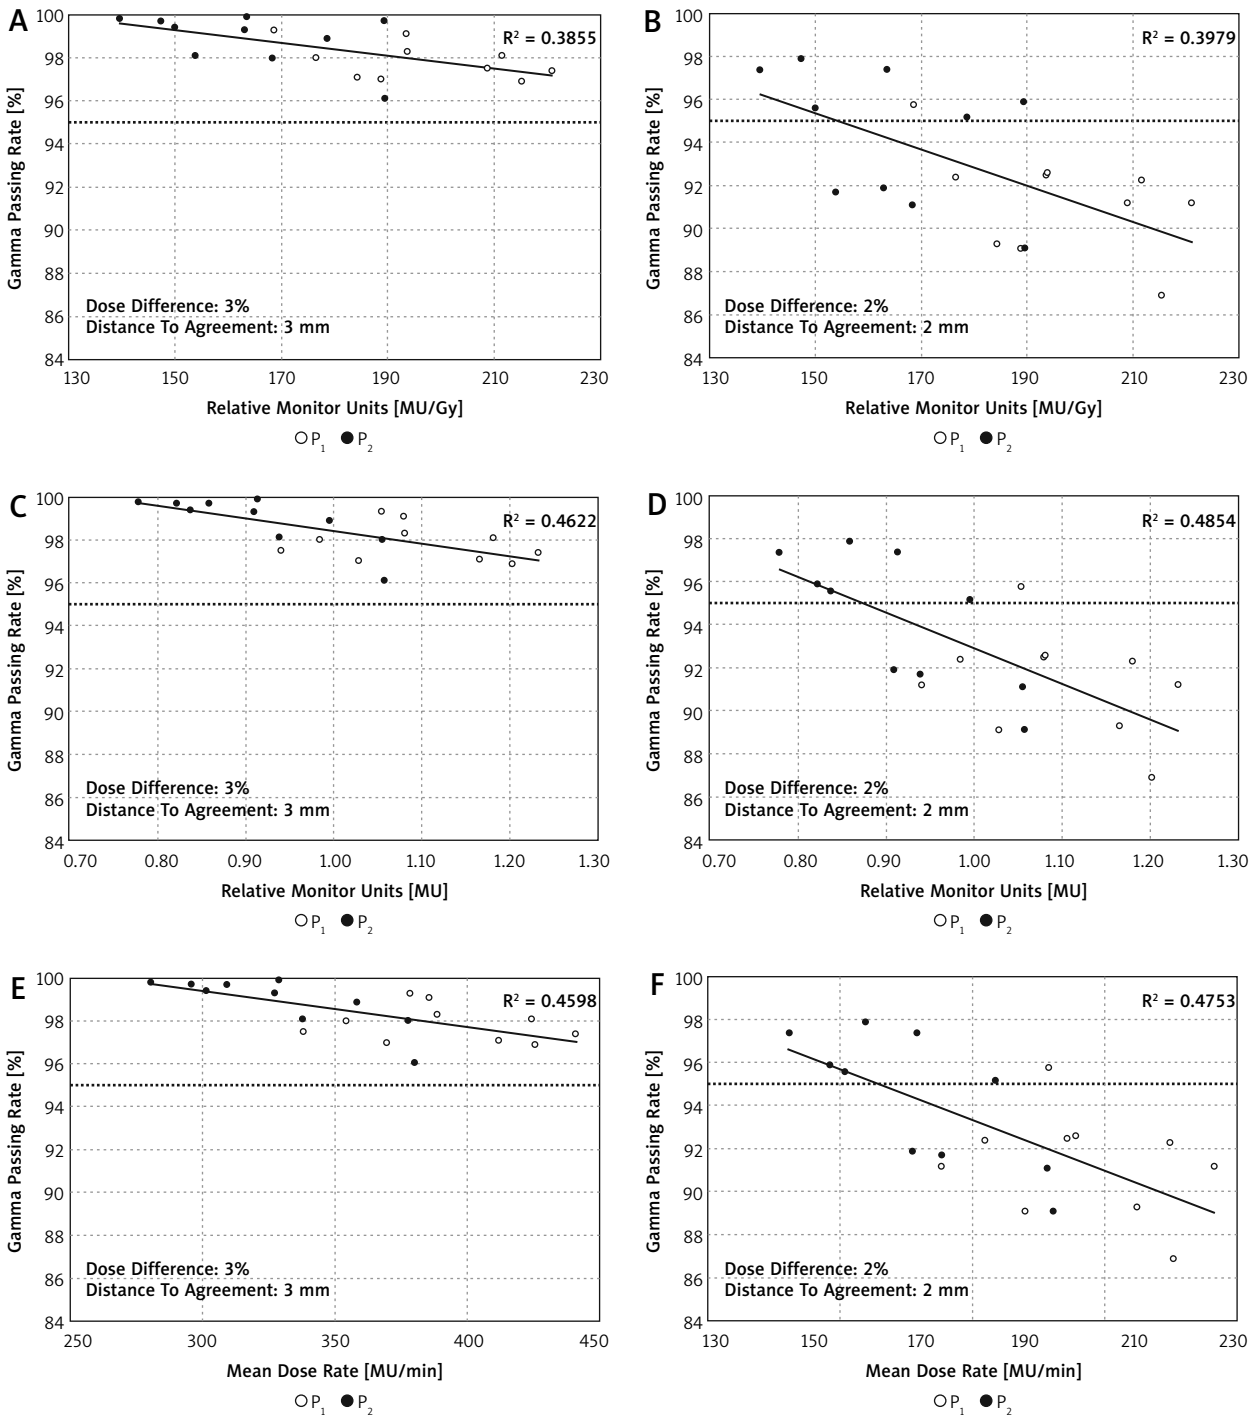 A
100
98
96
94
92
90
88
86
84
Gamma Passing Rate [%]
R² = 0.3855
Dose Difference: 3%
Distance To Agreement: 3 mm
130 150 170 190 210 230
Relative Monitor Units [MU/Gy]
P₁ P₂
B
100
98
96
94
92
90
88
86
84
Gamma Passing Rate [%]
R² = 0.3979
Dose Difference: 2%
Distance To Agreement: 2 mm
130 150 170 190 210 230
Relative Monitor Units [MU/Gy]
P₁ P₂
C
100
98
96
94
92
90
88
86
84
Gamma Passing Rate [%]
R² = 0.4622
Dose Difference: 3%
Distance To Agreement: 3 mm
0.70 0.80 0.90 1.00 1.10 1.20 1.30
Relative Monitor Units [MU]
P₁ P₂
D
100
98
96
94
92
90
88
86
84
Gamma Passing Rate [%]
R² = 0.4854
Dose Difference: 2%
Distance To Agreement: 2 mm
0.70 0.80 0.90 1.00 1.10 1.20 1.30
Relative Monitor Units [MU]
P₁ P₂
E
100
98
96
94
92
90
88
86
84
Gamma Passing Rate [%]
R² = 0.4598
Dose Difference: 3%
Distance To Agreement: 3 mm
250 300 350 400 450
Mean Dose Rate [MU/min]
P₁ P₂
F
100
98
96
94
92
90
88
86
84
Gamma Passing Rate [%]
R² = 0.4753
Dose Difference: 2%
Distance To Agreement: 2 mm
130 150 170 190 210 230
Mean Dose Rate [MU/min]
P₁ P₂